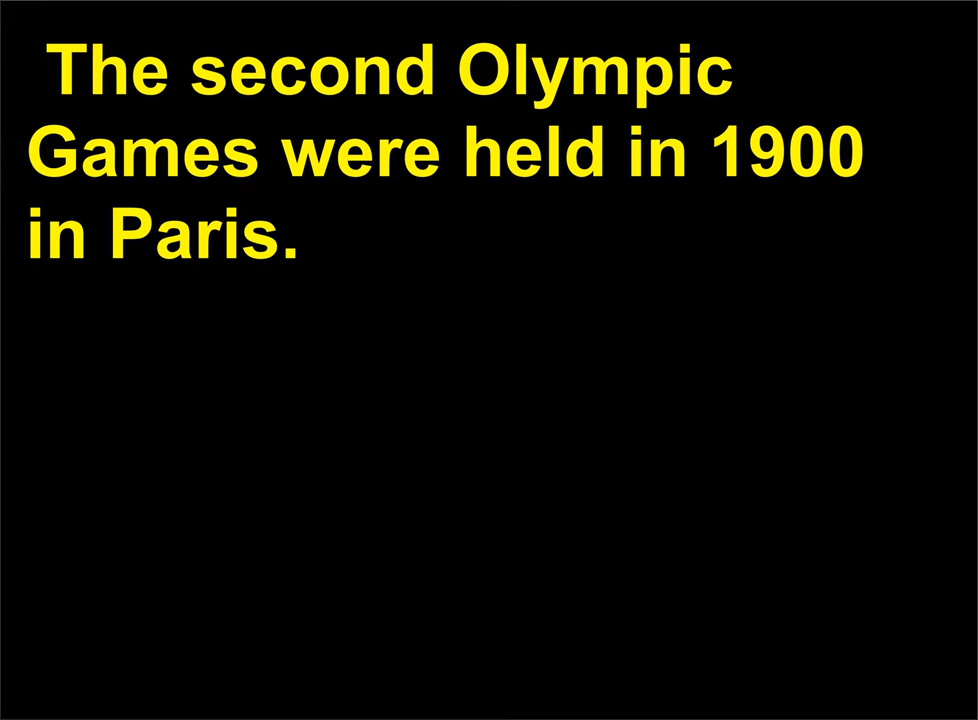 The second Olympic
Games were held in 1900
in Paris.